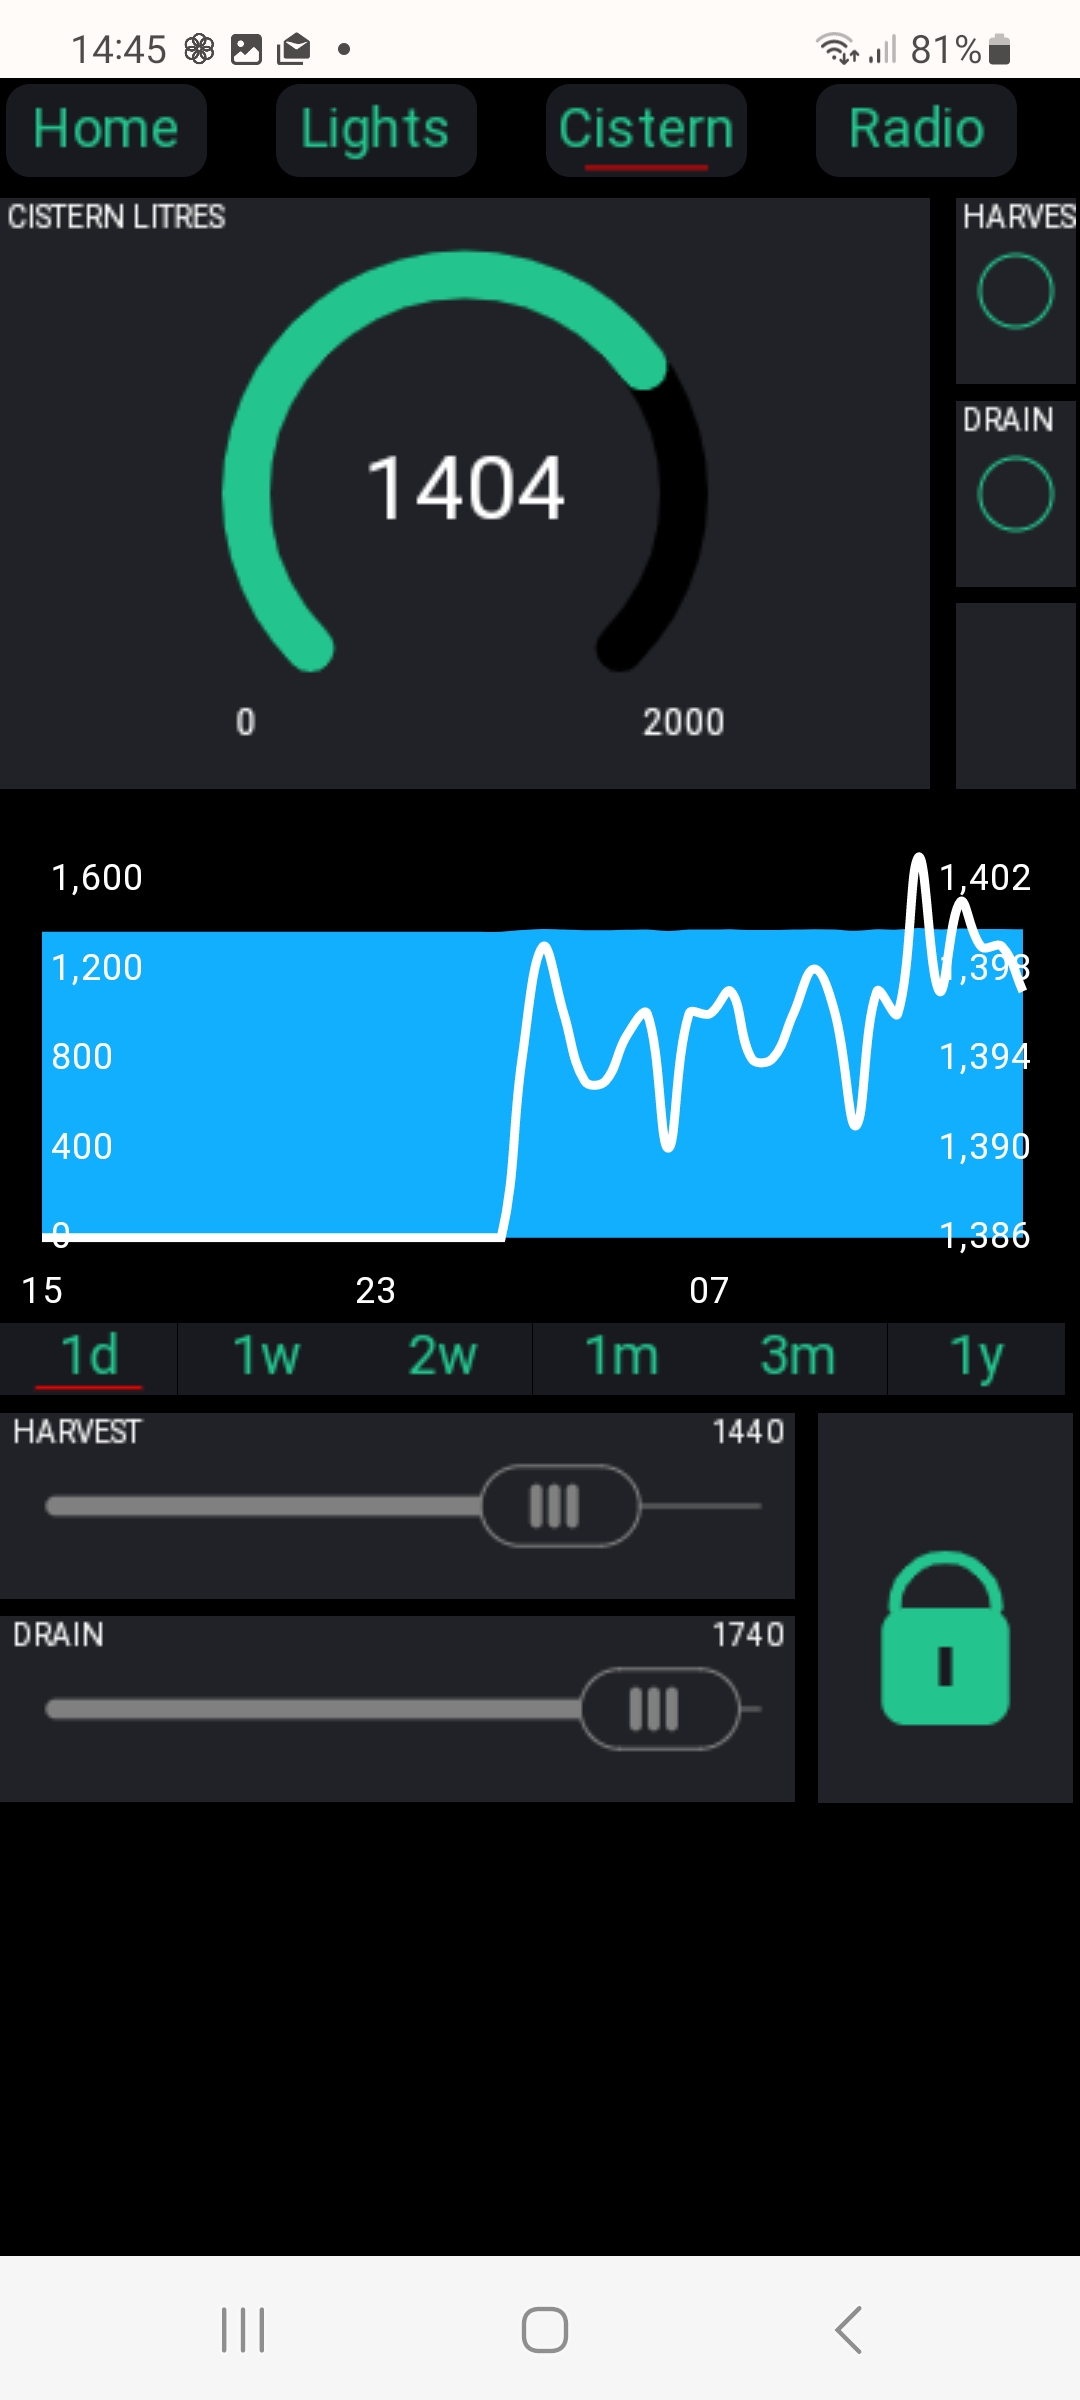 14:45 81%
Home Lights Cistern Radio
CISTERN LITRES
HARVES
1404
0 2000
DRAIN
1,600 1,402
1,200 1,398
800 1,394
400 1,390
0 1,386
15 23 07
1d 1w 2w 1m 3m 1y
HARVEST 1440
DRAIN 1740